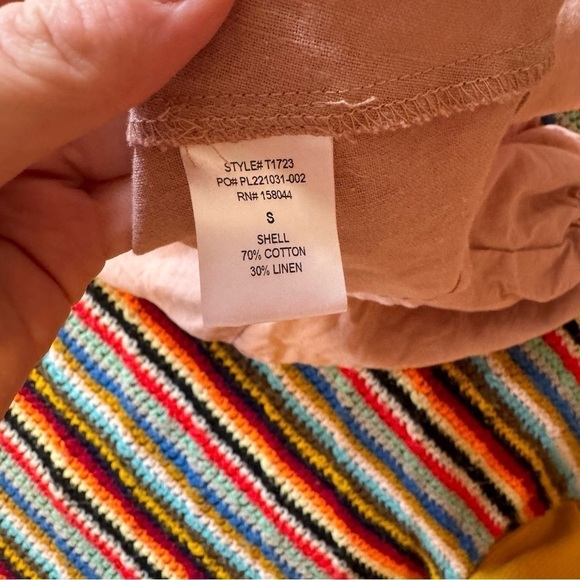 STYLE# T1723
PO# PL221031-002
RN# 158044
S
SHELL
70% COTTON
30% LINEN